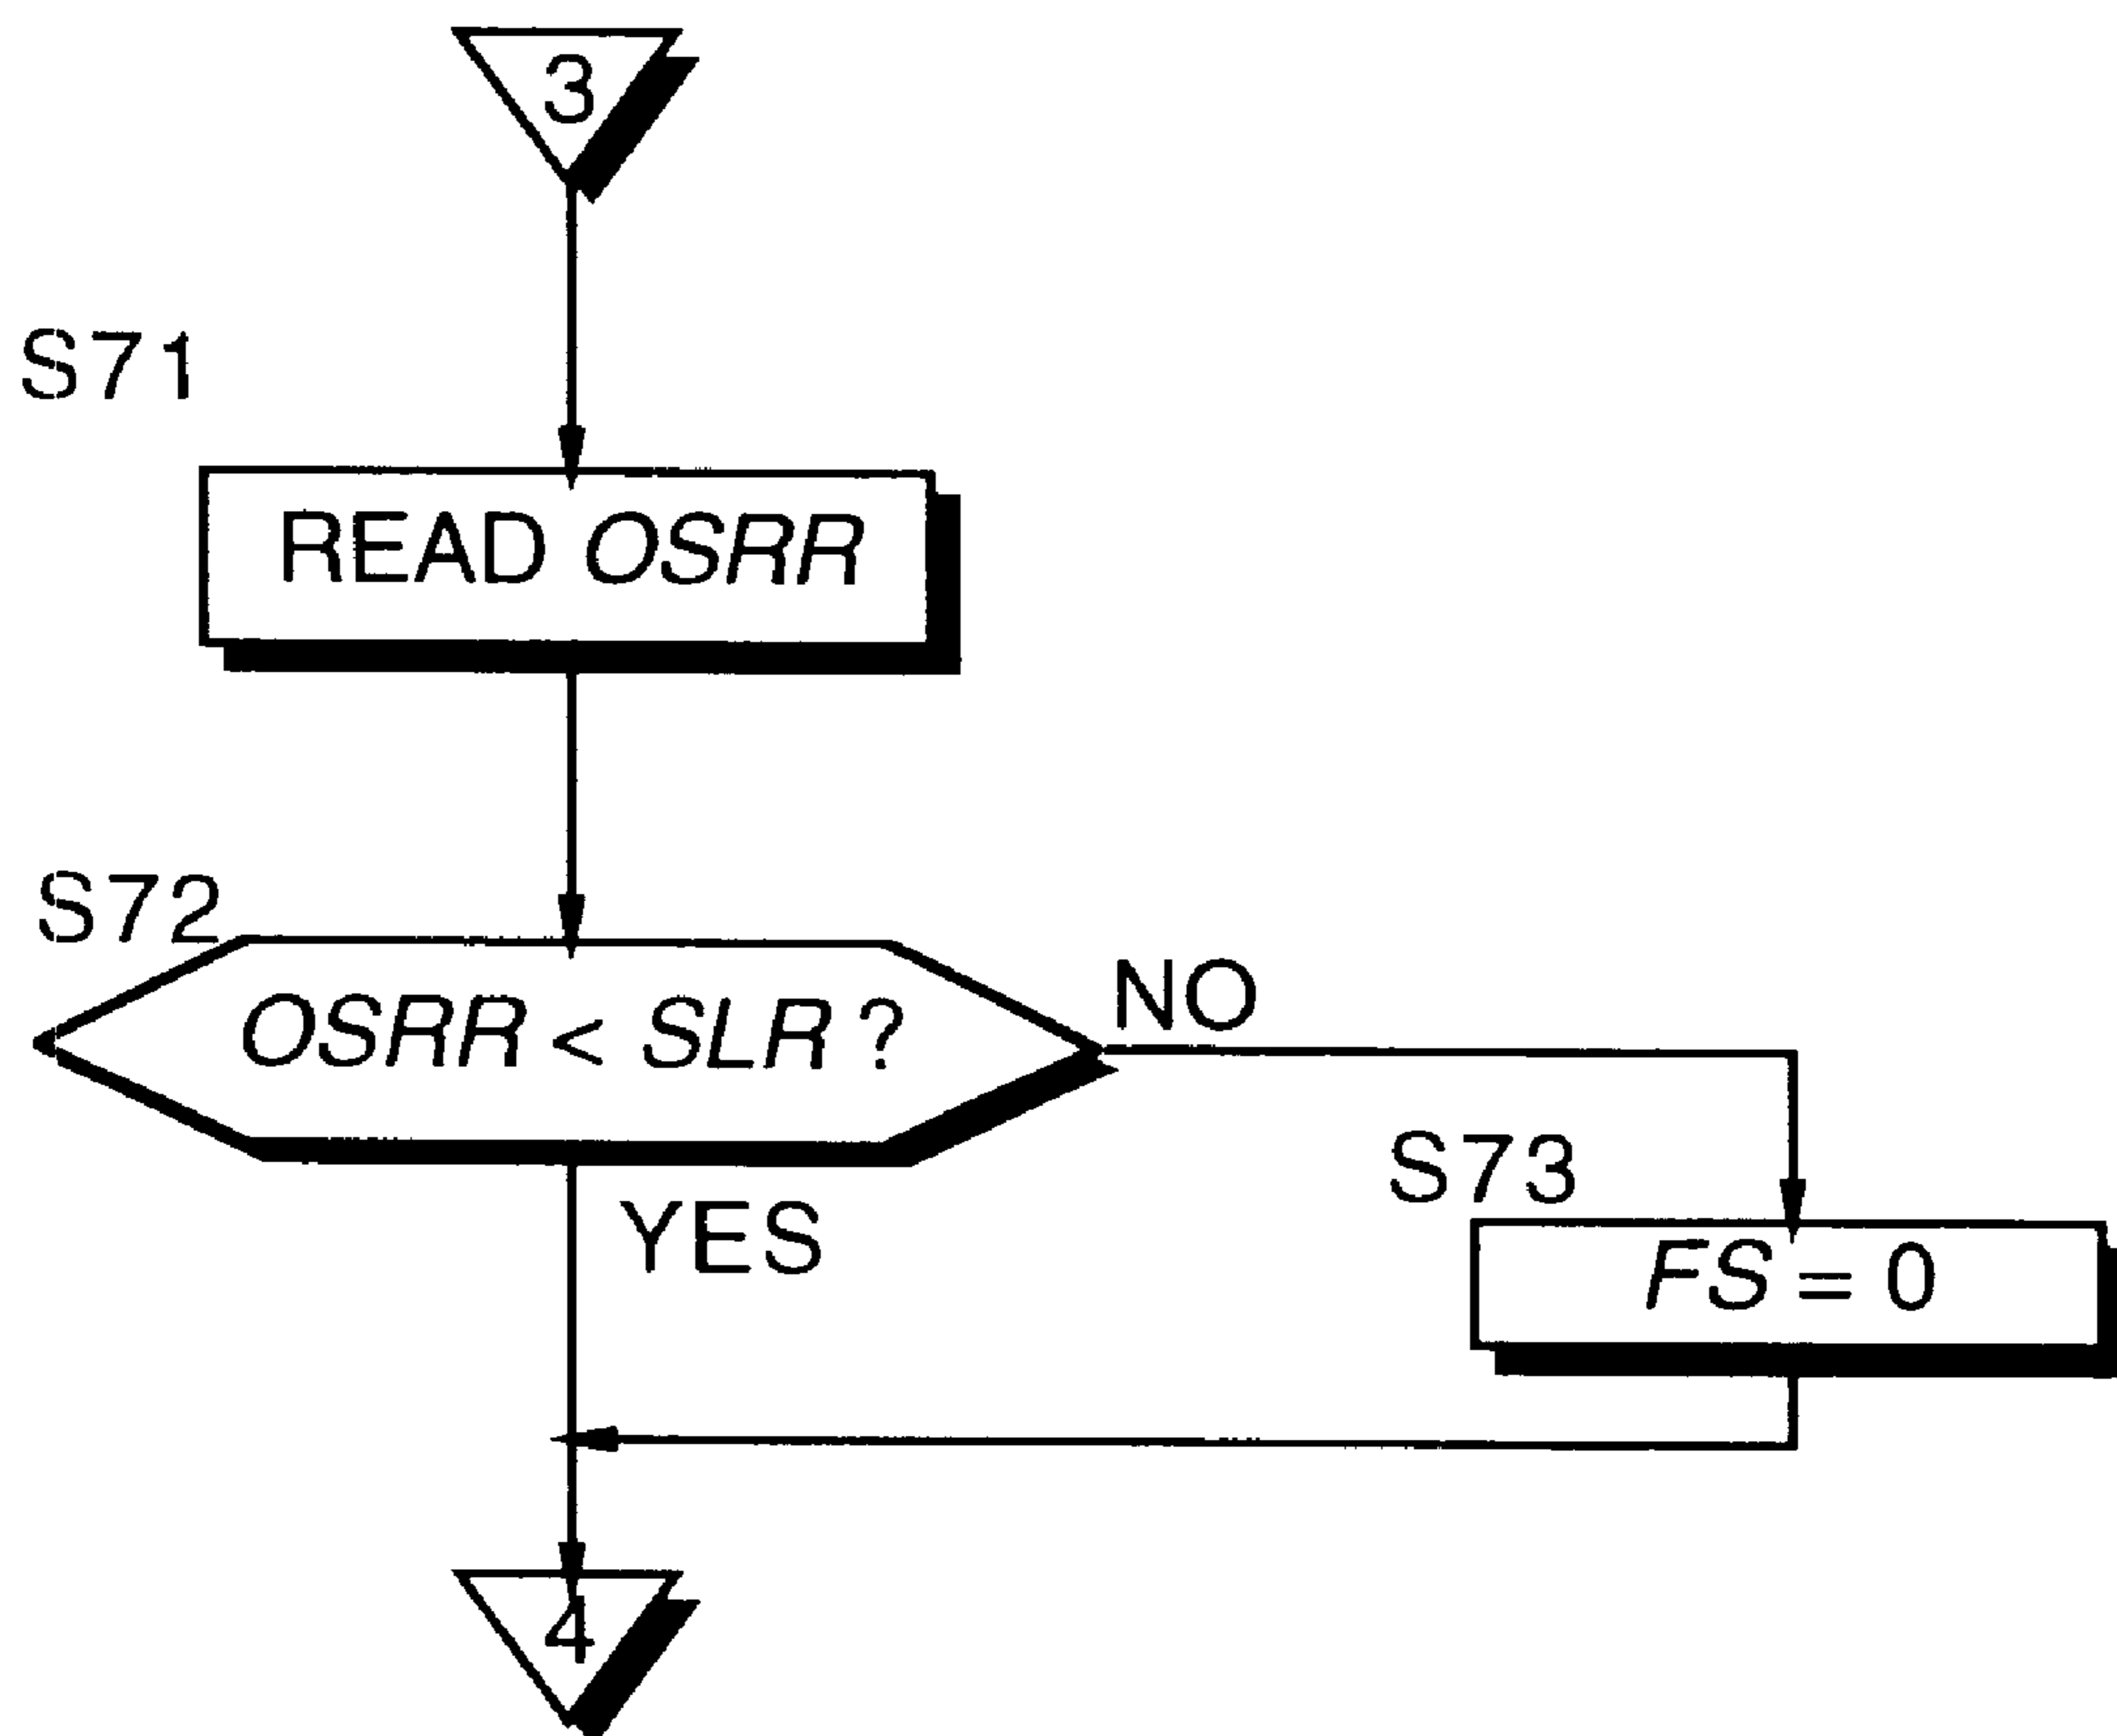 3
S71
READ OSRR
S72
OSRR < SLR ?
NO
S73
YES
FS = 0
4